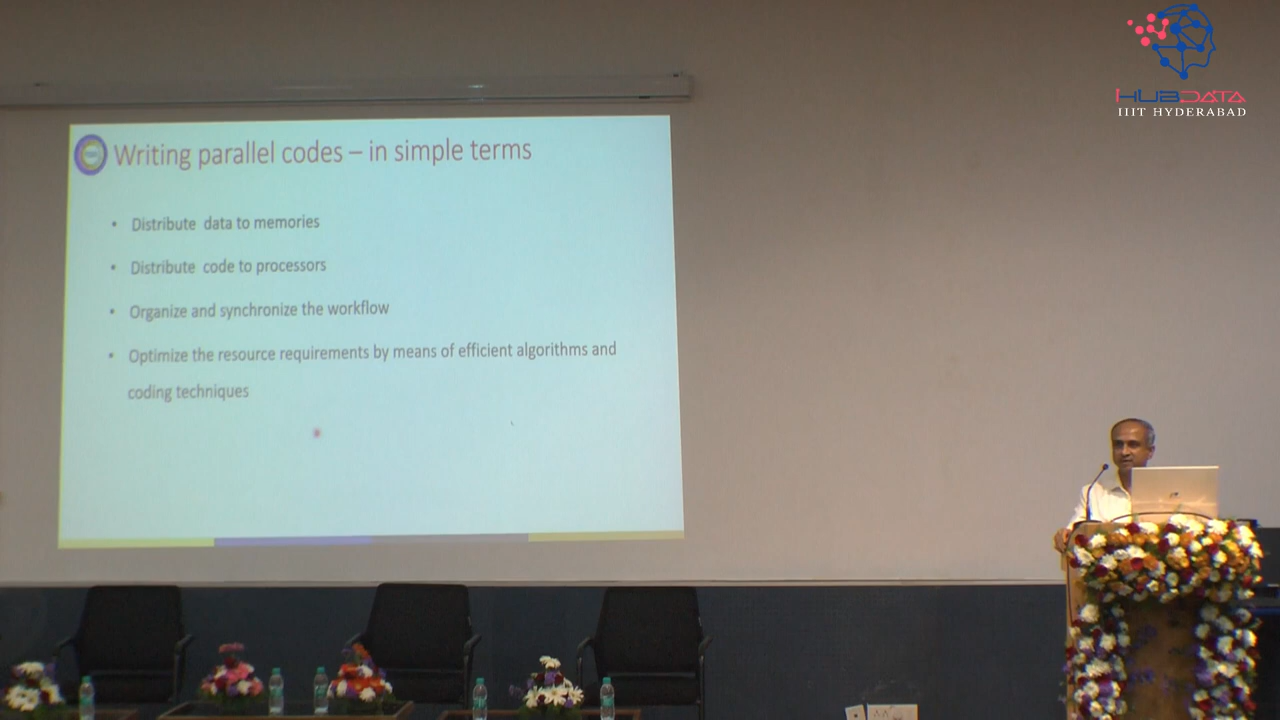 iHUBDATA
IIIT HYDERABAD
Writing parallel codes – in simple terms
• Distribute data to memories
• Distribute code to processors
• Organize and synchronize the workflow
• Optimize the resource requirements by means of efficient algorithms and
coding techniques